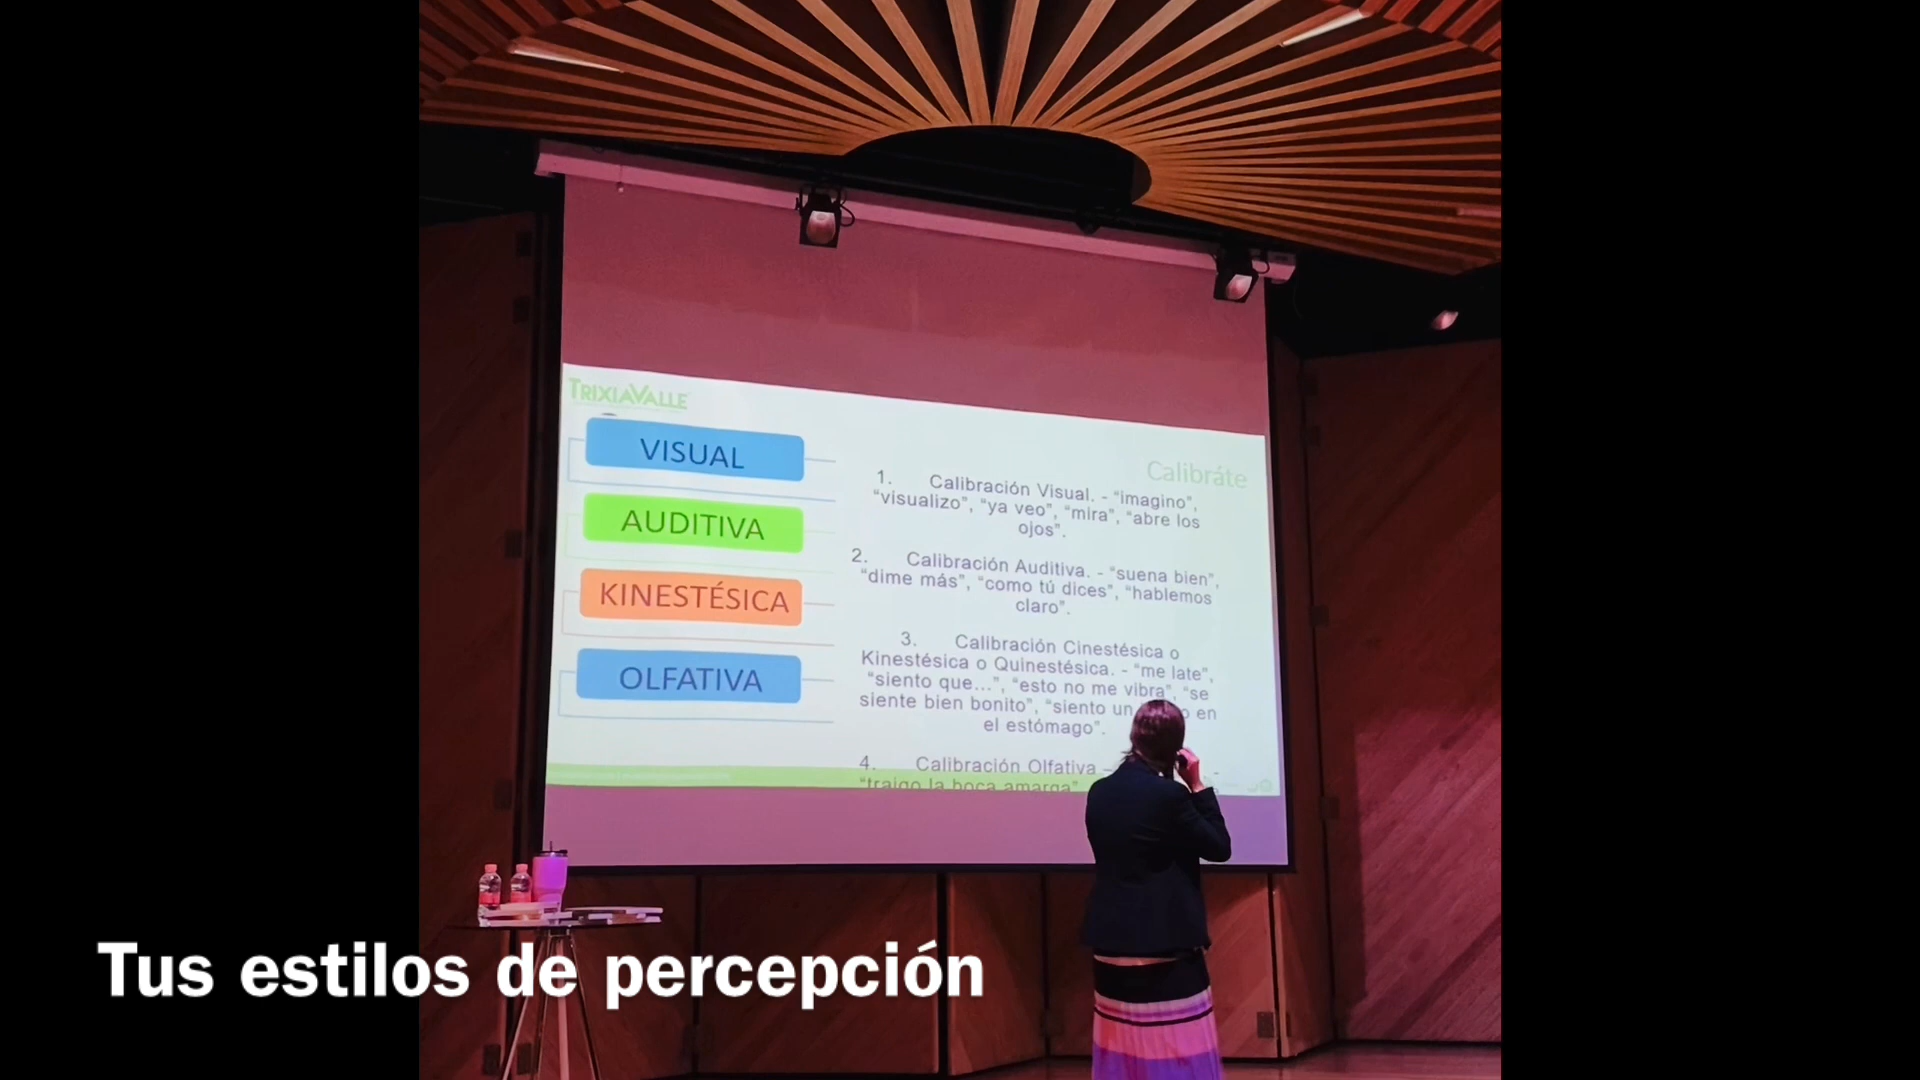 TRIXIAVALLE
VISUAL
AUDITIVA
KINESTÉSICA
OLFATIVA
Calibráte
1. Calibración Visual. - “imagino”,
“visualizo”, “ya veo”, “mira”, “abre los
ojos”.
2. Calibración Auditiva. - “suena bien”,
“dime más”, “como tú dices”, “hablemos
claro”.
3. Calibración Cinestésica o
Kinestésica o Quinestésica. - “me late”,
“siento que...”, “esto no me vibra”, “se
siente bien bonito”, “siento un en
el estómago”.
4. Calibración Olfativa –
“traigo la boca amarga”
Tus estilos de percepción